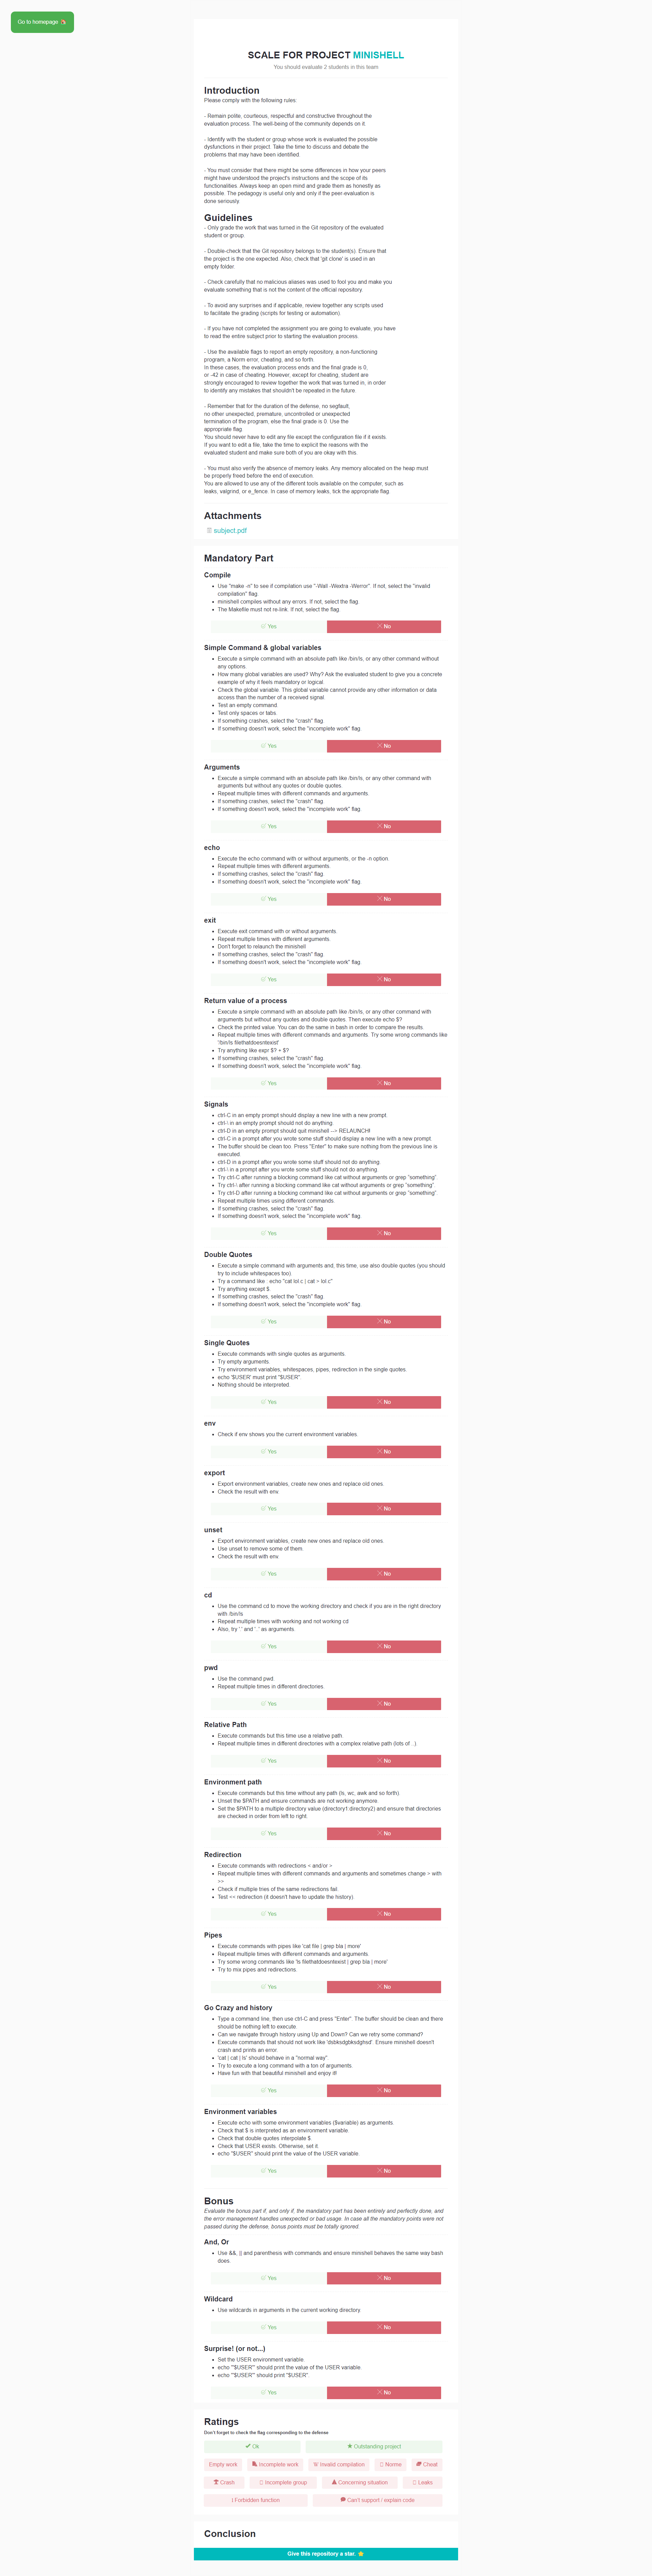 Go to homepage
SCALE FOR PROJECT MINISHELL
You should evaluate 2 students in this team
Introduction
Please comply with the following rules:
- Remain polite, courteous, respectful and constructive throughout the
evaluation process. The well-being of the community depends on it.
- Identify with the student or group whose work is evaluated the possible
dysfunctions in their project. Take the time to discuss and debate the
problems that may have been identified.
- You must consider that there might be some differences in how your peers
might have understood the project's instructions and the scope of its
functionalities. Always keep an open mind and grade them as honestly as
possible. The pedagogy is useful only and only if the peer-evaluation is
done seriously.
Guidelines
- Only grade the work that was turned in the Git repository of the evaluated
student or group.
- Double-check that the Git repository belongs to the student(s). Ensure that
the project is the one expected. Also, check that 'git clone' is used in an
empty folder.
- Check carefully that no malicious aliases was used to fool you and make you
evaluate something that is not the content of the official repository.
- To avoid any surprises and if applicable, review together any scripts used
to facilitate the grading (scripts for testing or automation).
- If you have not completed the assignment you are going to evaluate, you have
to read the entire subject prior to starting the evaluation process.
- Use the available flags to report an empty repository, a non-functioning
program, a Norm error, cheating, and so forth.
In these cases, the evaluation process ends and the final grade is 0,
or -42 in case of cheating. However, except for cheating, student are
strongly encouraged to review together the work that was turned in, in order
to identify any mistakes that shouldn't be repeated in the future.
- Remember that for the duration of the defense, no segfault,
no other unexpected, premature, uncontrolled or unexpected
termination of the program, else the final grade is 0. Use the
appropriate flag.
You should never have to edit any file except the configuration file if it exists.
If you want to edit a file, take the time to explicit the reasons with the
evaluated student and make sure both of you are okay with this.
- You must also verify the absence of memory leaks. Any memory allocated on the heap must
be properly freed before the end of execution.
You are allowed to use any of the different tools available on the computer, such as
leaks, valgrind, or e_fence. In case of memory leaks, tick the appropriate flag.
Attachments
subject.pdf
Mandatory Part
Compile
Use "make -n" to see if compilation use "-Wall -Wextra -Werror". If not, select the "invalid
compilation" flag.
minishell compiles without any errors. If not, select the flag.
The Makefile must not re-link. If not, select the flag.
Yes No
Simple Command & global variables
Execute a simple command with an absolute path like /bin/ls, or any other command without
any options.
How many global variables are used? Why? Ask the evaluated student to give you a concrete
example of why it feels mandatory or logical.
Check the global variable. This global variable cannot provide any other information or data
access than the number of a received signal.
Test an empty command.
Test only spaces or tabs.
If something crashes, select the "crash" flag.
If something doesn't work, select the "incomplete work" flag.
Yes No
Arguments
Execute a simple command with an absolute path like /bin/ls, or any other command with
arguments but without any quotes or double quotes.
Repeat multiple times with different commands and arguments.
If something crashes, select the "crash" flag.
If something doesn't work, select the "incomplete work" flag.
Yes No
echo
Execute the echo command with or without arguments, or the -n option.
Repeat multiple times with different arguments.
If something crashes, select the "crash" flag.
If something doesn't work, select the "incomplete work" flag.
Yes No
exit
Execute exit command with or without arguments.
Repeat multiple times with different arguments.
Don't forget to relaunch the minishell
If something crashes, select the "crash" flag.
If something doesn't work, select the "incomplete work" flag.
Yes No
Return value of a process
Execute a simple command with an absolute path like /bin/ls, or any other command with
arguments but without any quotes and double quotes. Then execute echo $?
Check the printed value. You can do the same in bash in order to compare the results.
Repeat multiple times with different commands and arguments. Try some wrong commands like
'/bin/ls filethatdoesntexist'
Try anything like expr $? + $?
If something crashes, select the "crash" flag.
If something doesn't work, select the "incomplete work" flag.
Yes No
Signals
ctrl-C in an empty prompt should display a new line with a new prompt.
ctrl-\ in an empty prompt should not do anything.
ctrl-D in an empty prompt should quit minishell --> RELAUNCH!
ctrl-C in a prompt after you wrote some stuff should display a new line with a new prompt.
The buffer should be clean too. Press "Enter" to make sure nothing from the previous line is
executed.
ctrl-D in a prompt after you wrote some stuff should not do anything.
ctrl-\ in a prompt after you wrote some stuff should not do anything.
Try ctrl-C after running a blocking command like cat without arguments or grep "something".
Try ctrl-\ after running a blocking command like cat without arguments or grep "something".
Try ctrl-D after running a blocking command like cat without arguments or grep "something".
Repeat multiple times using different commands.
If something crashes, select the "crash" flag.
If something doesn't work, select the "incomplete work" flag.
Yes No
Double Quotes
Execute a simple command with arguments and, this time, use also double quotes (you should
try to include whitespaces too).
Try a command like : echo "cat lol.c | cat > lol.c"
Try anything except $.
If something crashes, select the "crash" flag.
If something doesn't work, select the "incomplete work" flag.
Yes No
Single Quotes
Execute commands with single quotes as arguments.
Try empty arguments.
Try environment variables, whitespaces, pipes, redirection in the single quotes.
echo '$USER' must print "$USER".
Nothing should be interpreted.
Yes No
env
Check if env shows you the current environment variables.
Yes No
export
Export environment variables, create new ones and replace old ones.
Check the result with env.
Yes No
unset
Export environment variables, create new ones and replace old ones.
Use unset to remove some of them.
Check the result with env.
Yes No
cd
Use the command cd to move the working directory and check if you are in the right directory
with /bin/ls
Repeat multiple times with working and not working cd
Also, try '.' and '..' as arguments.
Yes No
pwd
Use the command pwd.
Repeat multiple times in different directories.
Yes No
Relative Path
Execute commands but this time use a relative path.
Repeat multiple times in different directories with a complex relative path (lots of ..).
Yes No
Environment path
Execute commands but this time without any path (ls, wc, awk and so forth).
Unset the $PATH and ensure commands are not working anymore.
Set the $PATH to a multiple directory value (directory1:directory2) and ensure that directories
are checked in order from left to right.
Yes No
Redirection
Execute commands with redirections < and/or >
Repeat multiple times with different commands and arguments and sometimes change > with
>>
Check if multiple tries of the same redirections fail.
Test << redirection (it doesn't have to update the history).
Yes No
Pipes
Execute commands with pipes like 'cat file | grep bla | more'
Repeat multiple times with different commands and arguments.
Try some wrong commands like 'ls filethatdoesntexist | grep bla | more'
Try to mix pipes and redirections.
Yes No
Go Crazy and history
Type a command line, then use ctrl-C and press "Enter". The buffer should be clean and there
should be nothing left to execute.
Can we navigate through history using Up and Down? Can we retry some command?
Execute commands that should not work like 'dsbksdgbksdghsd'. Ensure minishell doesn't
crash and prints an error.
'cat | cat | ls' should behave in a "normal way".
Try to execute a long command with a ton of arguments.
Have fun with that beautiful minishell and enjoy it!
Yes No
Environment variables
Execute echo with some environment variables ($variable) as arguments.
Check that $ is interpreted as an environment variable.
Check that double quotes interpolate $.
Check that USER exists. Otherwise, set it.
echo "$USER" should print the value of the USER variable.
Yes No
Bonus
Evaluate the bonus part if, and only if, the mandatory part has been entirely and perfectly done, and
the error management handles unexpected or bad usage. In case all the mandatory points were not
passed during the defense, bonus points must be totally ignored.
And, Or
Use &&, || and parenthesis with commands and ensure minishell behaves the same way bash
does.
Yes No
Wildcard
Use wildcards in arguments in the current working directory.
Yes No
Surprise! (or not...)
Set the USER environment variable.
echo "'$USER'" should print the value of the USER variable.
echo '"$USER"' should print "$USER".
Yes No
Ratings
Don't forget to check the flag corresponding to the defense
Ok Outstanding project
Empty work Incomplete work Invalid compilation Norme Cheat
Crash Incomplete group Concerning situation Leaks
Forbidden function Can't support / explain code
Conclusion
Give this repository a star.